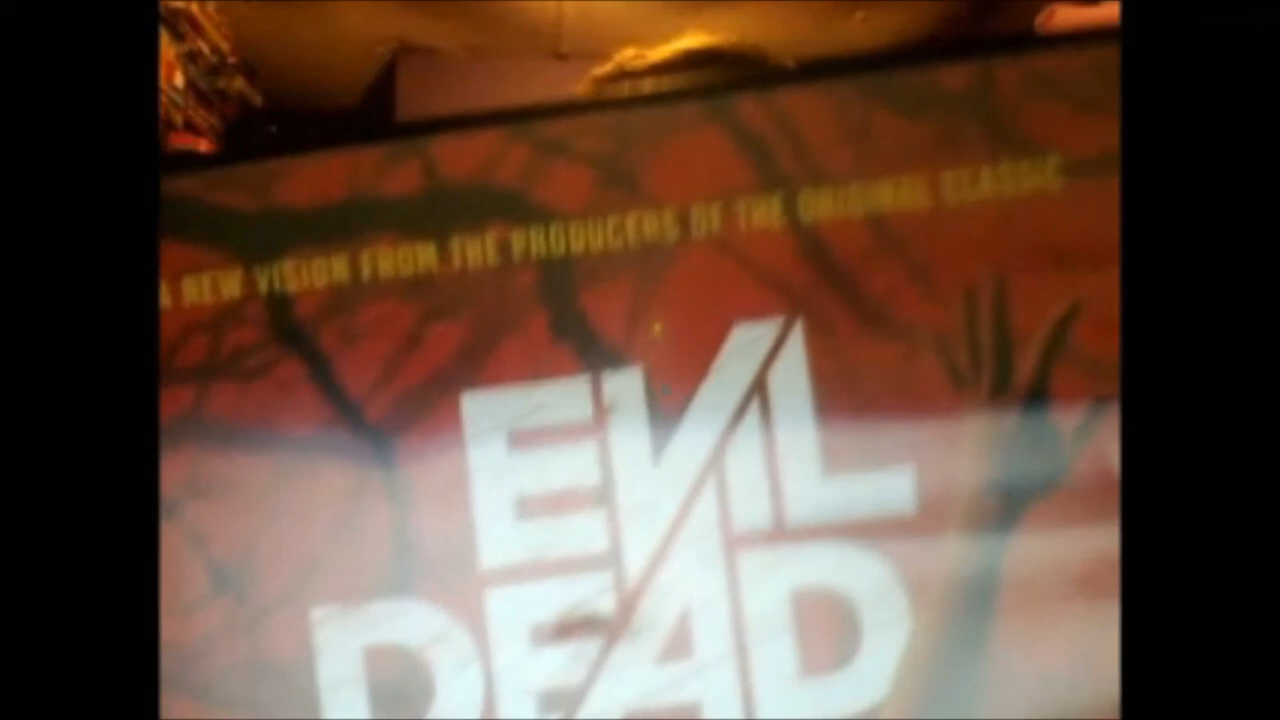 A NEW VISION FROM THE PRODUCERS OF THE ORIGINAL CLASSIC
EVIL
DEAD